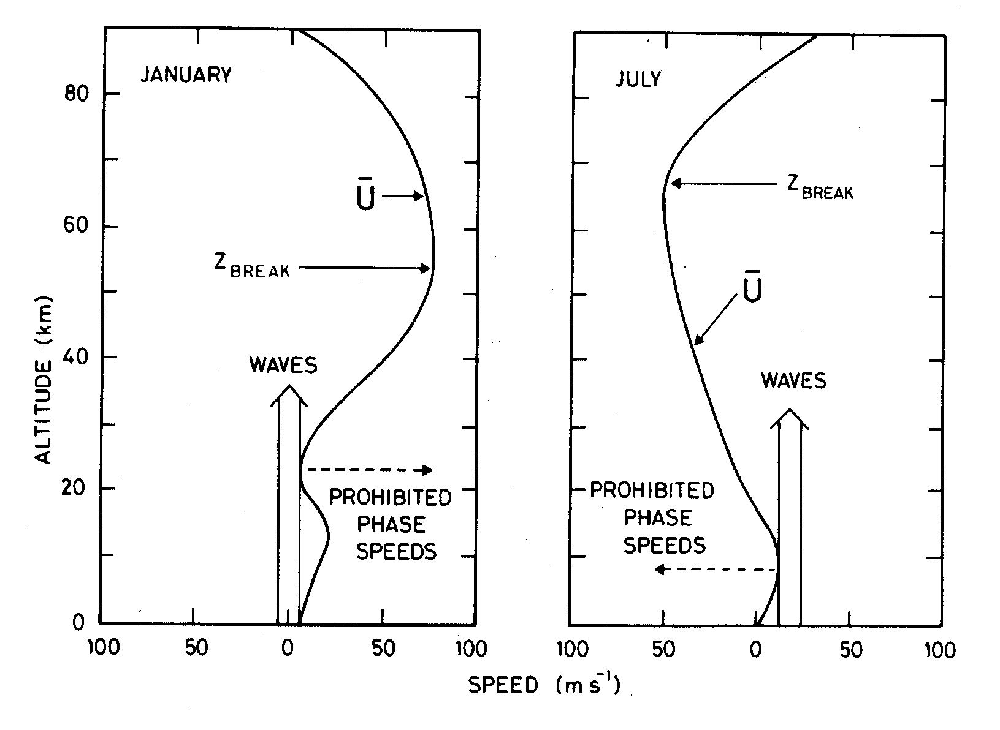 JANUARY
80
Ū
60
Z BREAK
WAVES
40
20
PROHIBITED
PHASE
SPEEDS
0
100 50 0 50 100
ALTITUDE (km)
JULY
Z BREAK
Ū
WAVES
PROHIBITED
PHASE
SPEEDS
100 50 0 50 100
SPEED (m s⁻¹)